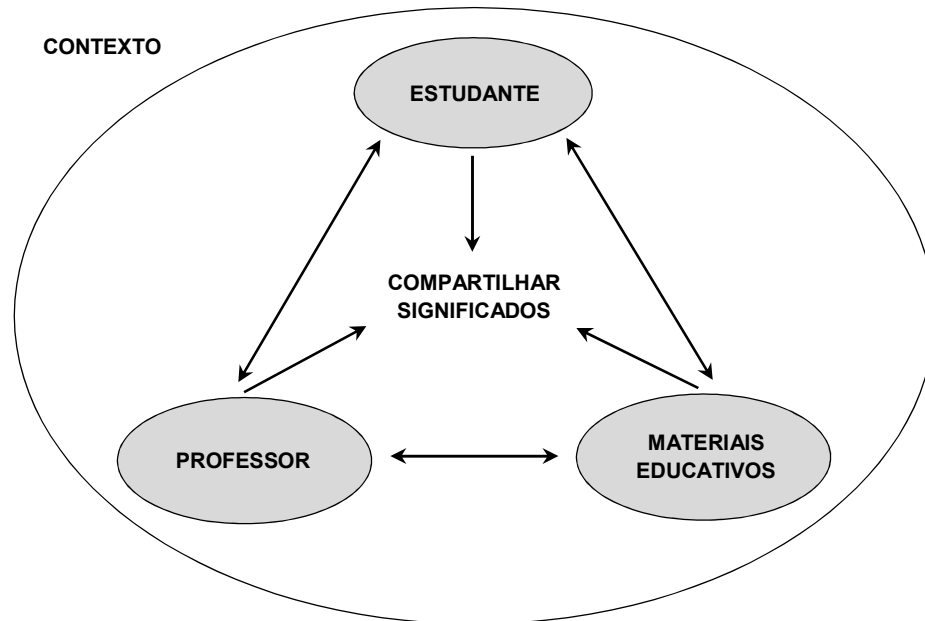 CONTEXTO
ESTUDANTE
COMPARTILHAR
SIGNIFICADOS
PROFESSOR
MATERIAIS
EDUCATIVOS